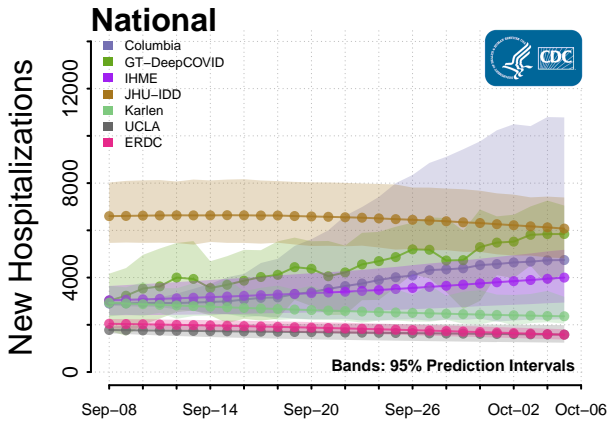 National
New Hospitalizations
12000
8000
4000
0
Columbia
GT−DeepCOVID
IHME
JHU−IDD
Karlen
UCLA
ERDC
CDC
Bands: 95% Prediction Intervals
Sep−08 Sep−14 Sep−20 Sep−26 Oct−02 Oct−06